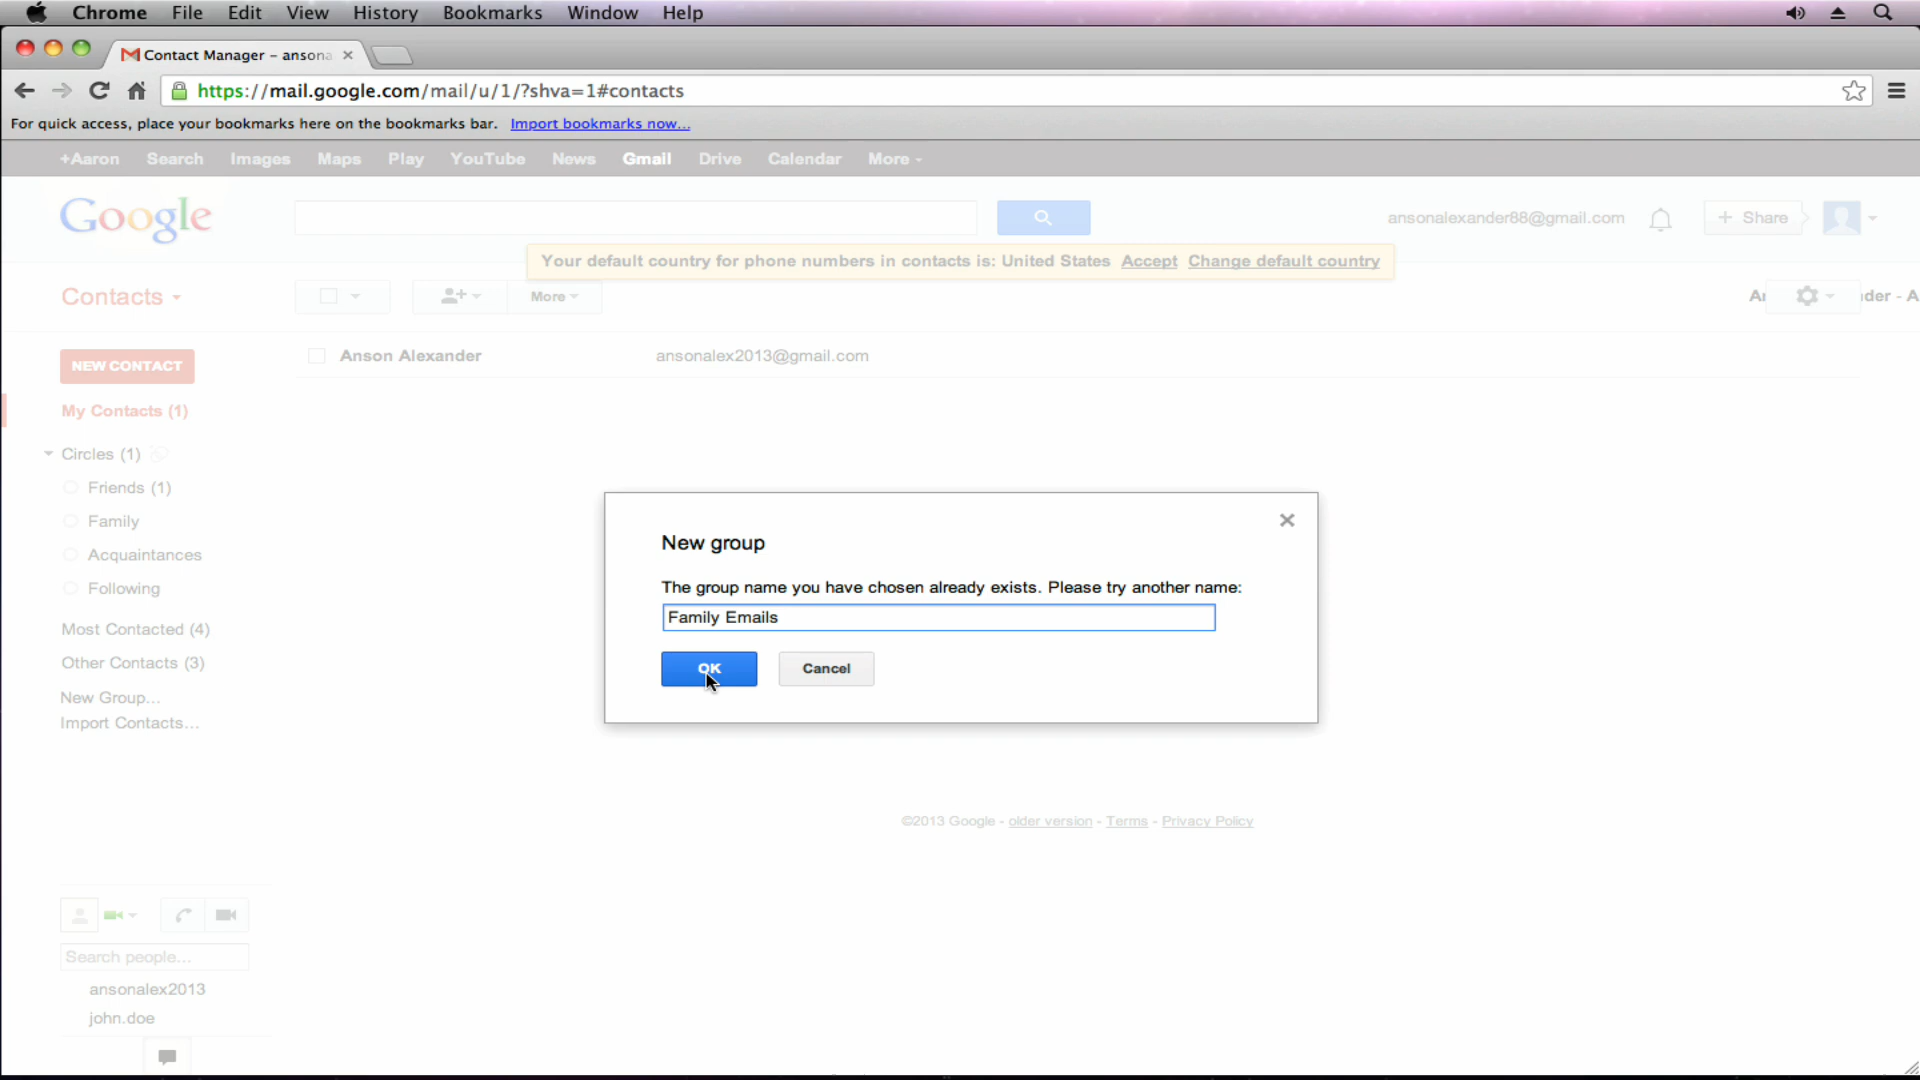 Chrome File Edit View History Bookmarks Window Help
Contact Manager – ansona
https://mail.google.com/mail/u/1/?shva=1#contacts
For quick access, place your bookmarks here on the bookmarks bar. Import bookmarks now...
+Aaron Search Images Maps Play YouTube News Gmail Drive Calendar More
Google
ansonalexander88@gmail.com
+ Share
Your default country for phone numbers in contacts is: United States Accept Change default country
Contacts
More
der - A
Anson Alexander ansonalex2013@gmail.com
NEW CONTACT
My Contacts (1)
Circles (1)
Friends (1)
Family
Acquaintances
Following
Most Contacted (4)
Other Contacts (3)
New Group...
Import Contacts...
New group
The group name you have chosen already exists. Please try another name:
Family Emails
OK Cancel
©2013 Google - older version - Terms - Privacy Policy
Search people...
ansonalex2013
john.doe